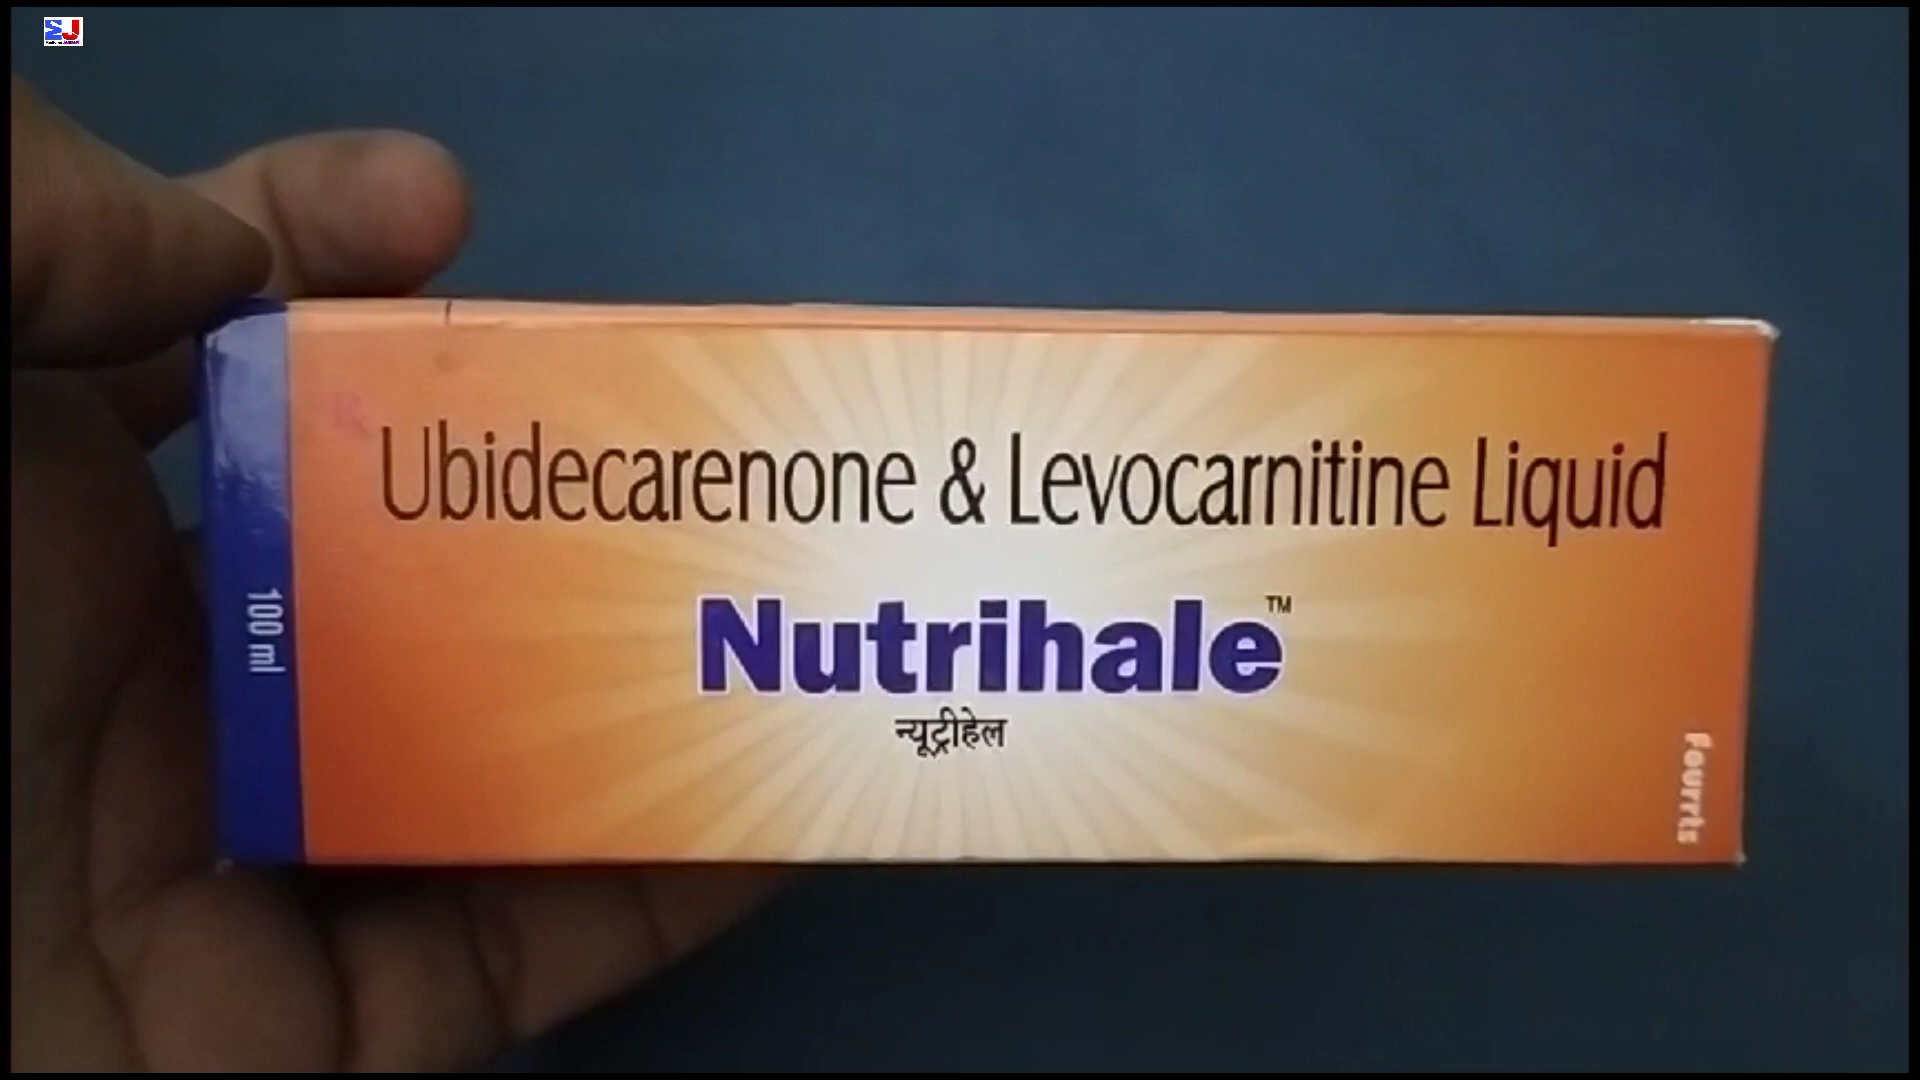 Ubidecarenone & Levocarnitine Liquid
Nutrihale™
न्यूट्रीहेल
100 ml
Fourrts